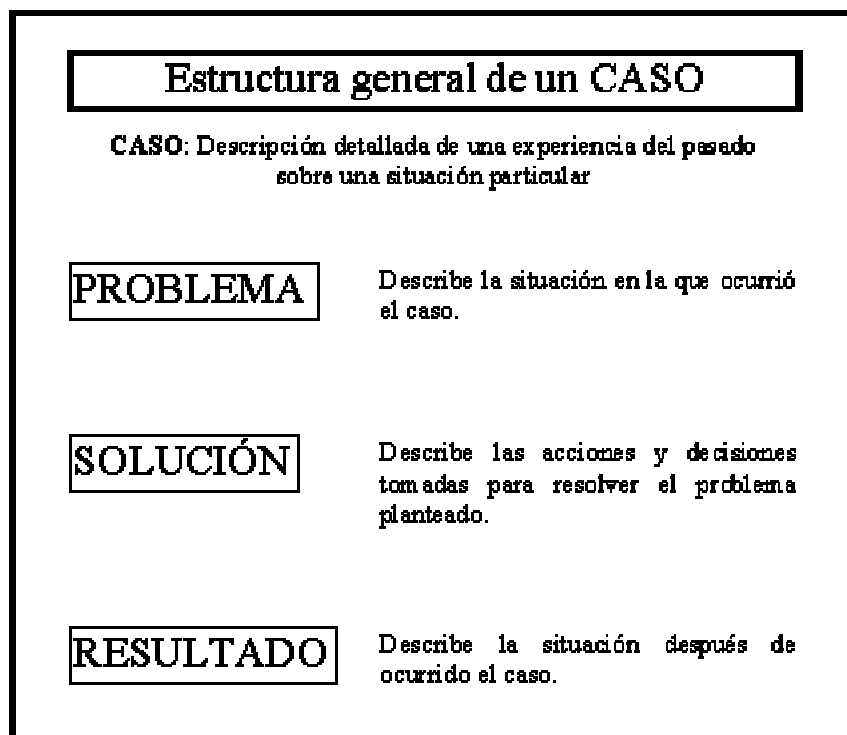 Estructura general de un CASO
CASO: Descripción detallada de una experiencia del pasado
sobre una situación particular
PROBLEMA
Describe la situación en la que ocurrió
el caso.
SOLUCIÓN
Describe las acciones y decisiones
tomadas para resolver el problema
planteado.
RESULTADO
Describe la situación después de
ocurrido el caso.